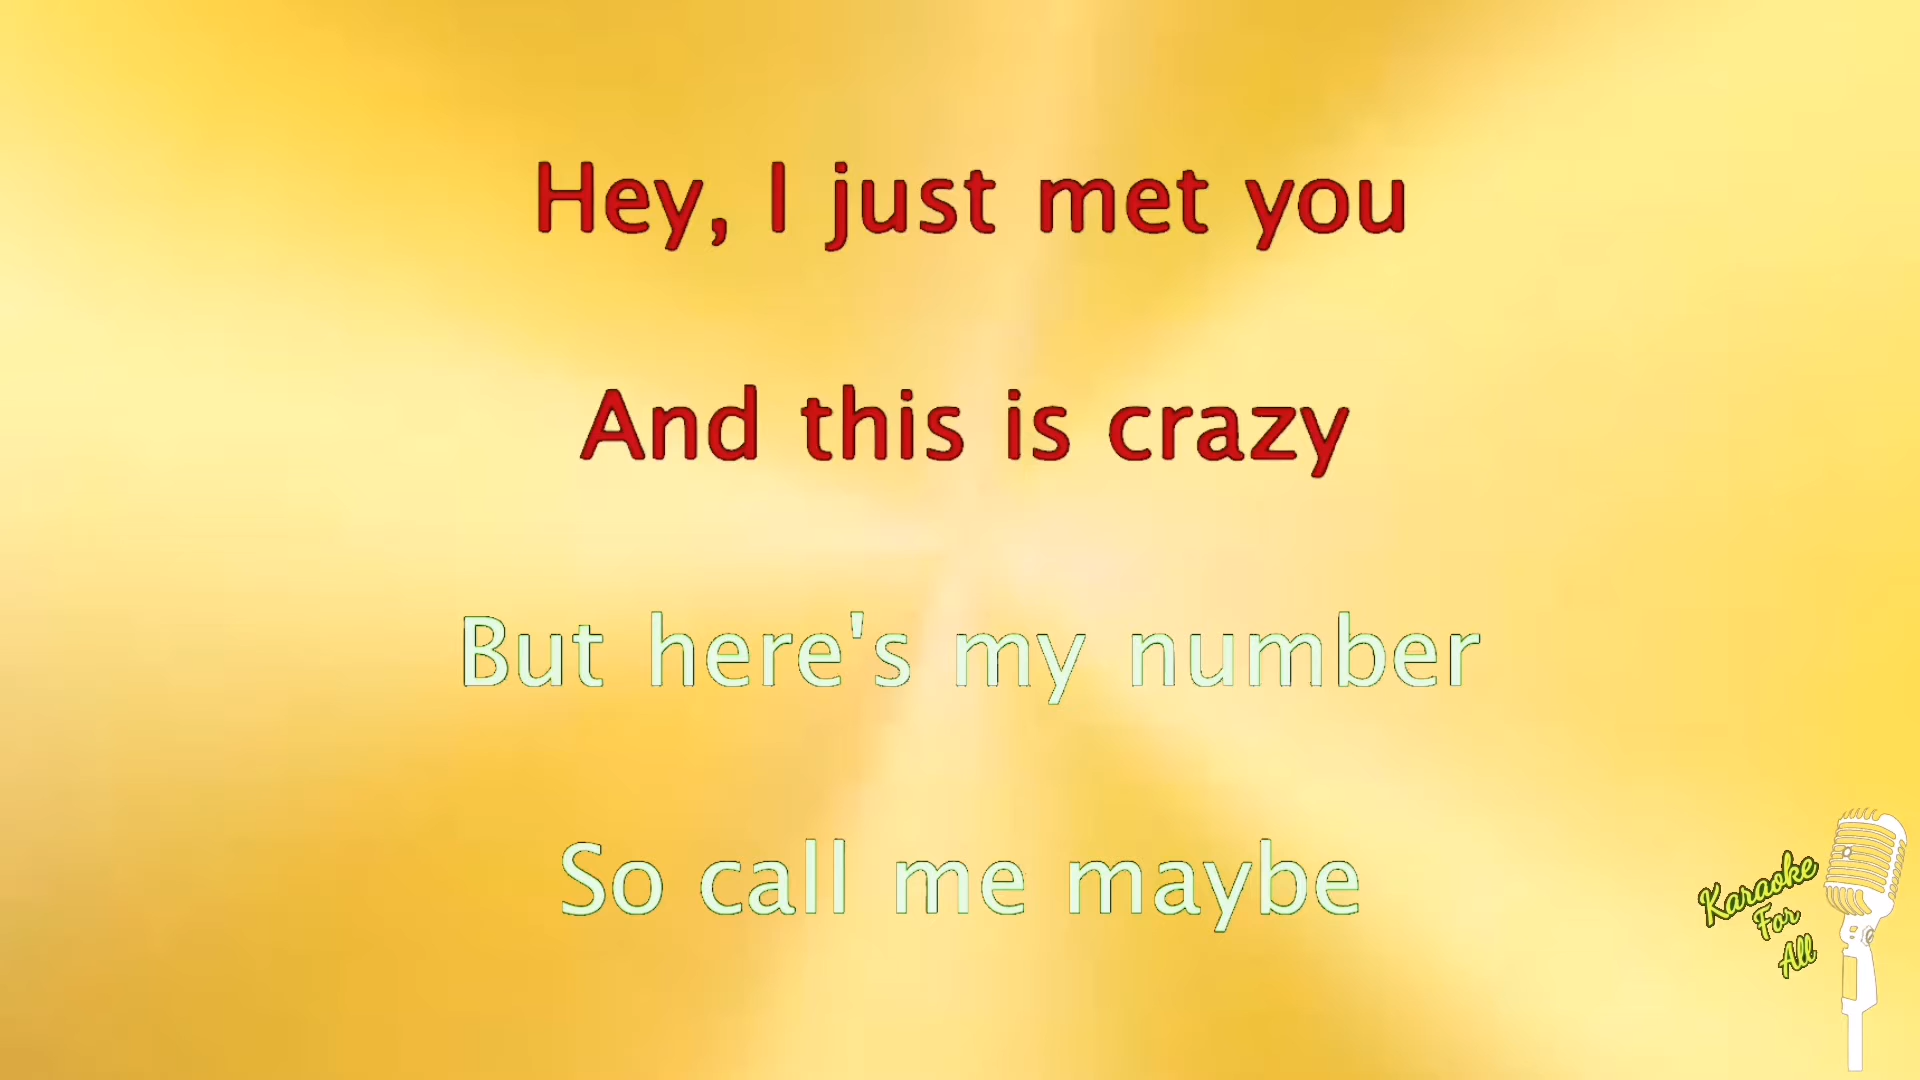 Hey, I just met you
And this is crazy
But here's my number
So call me maybe
Karaoke
For
All